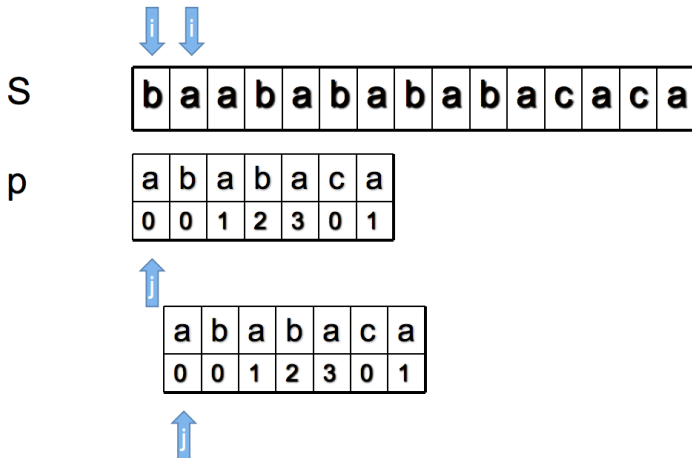 i i
S b a a b a b a b a b a c a c a
p a b a b a c a
0 0 1 2 3 0 1
j
a b a b a c a
0 0 1 2 3 0 1
j